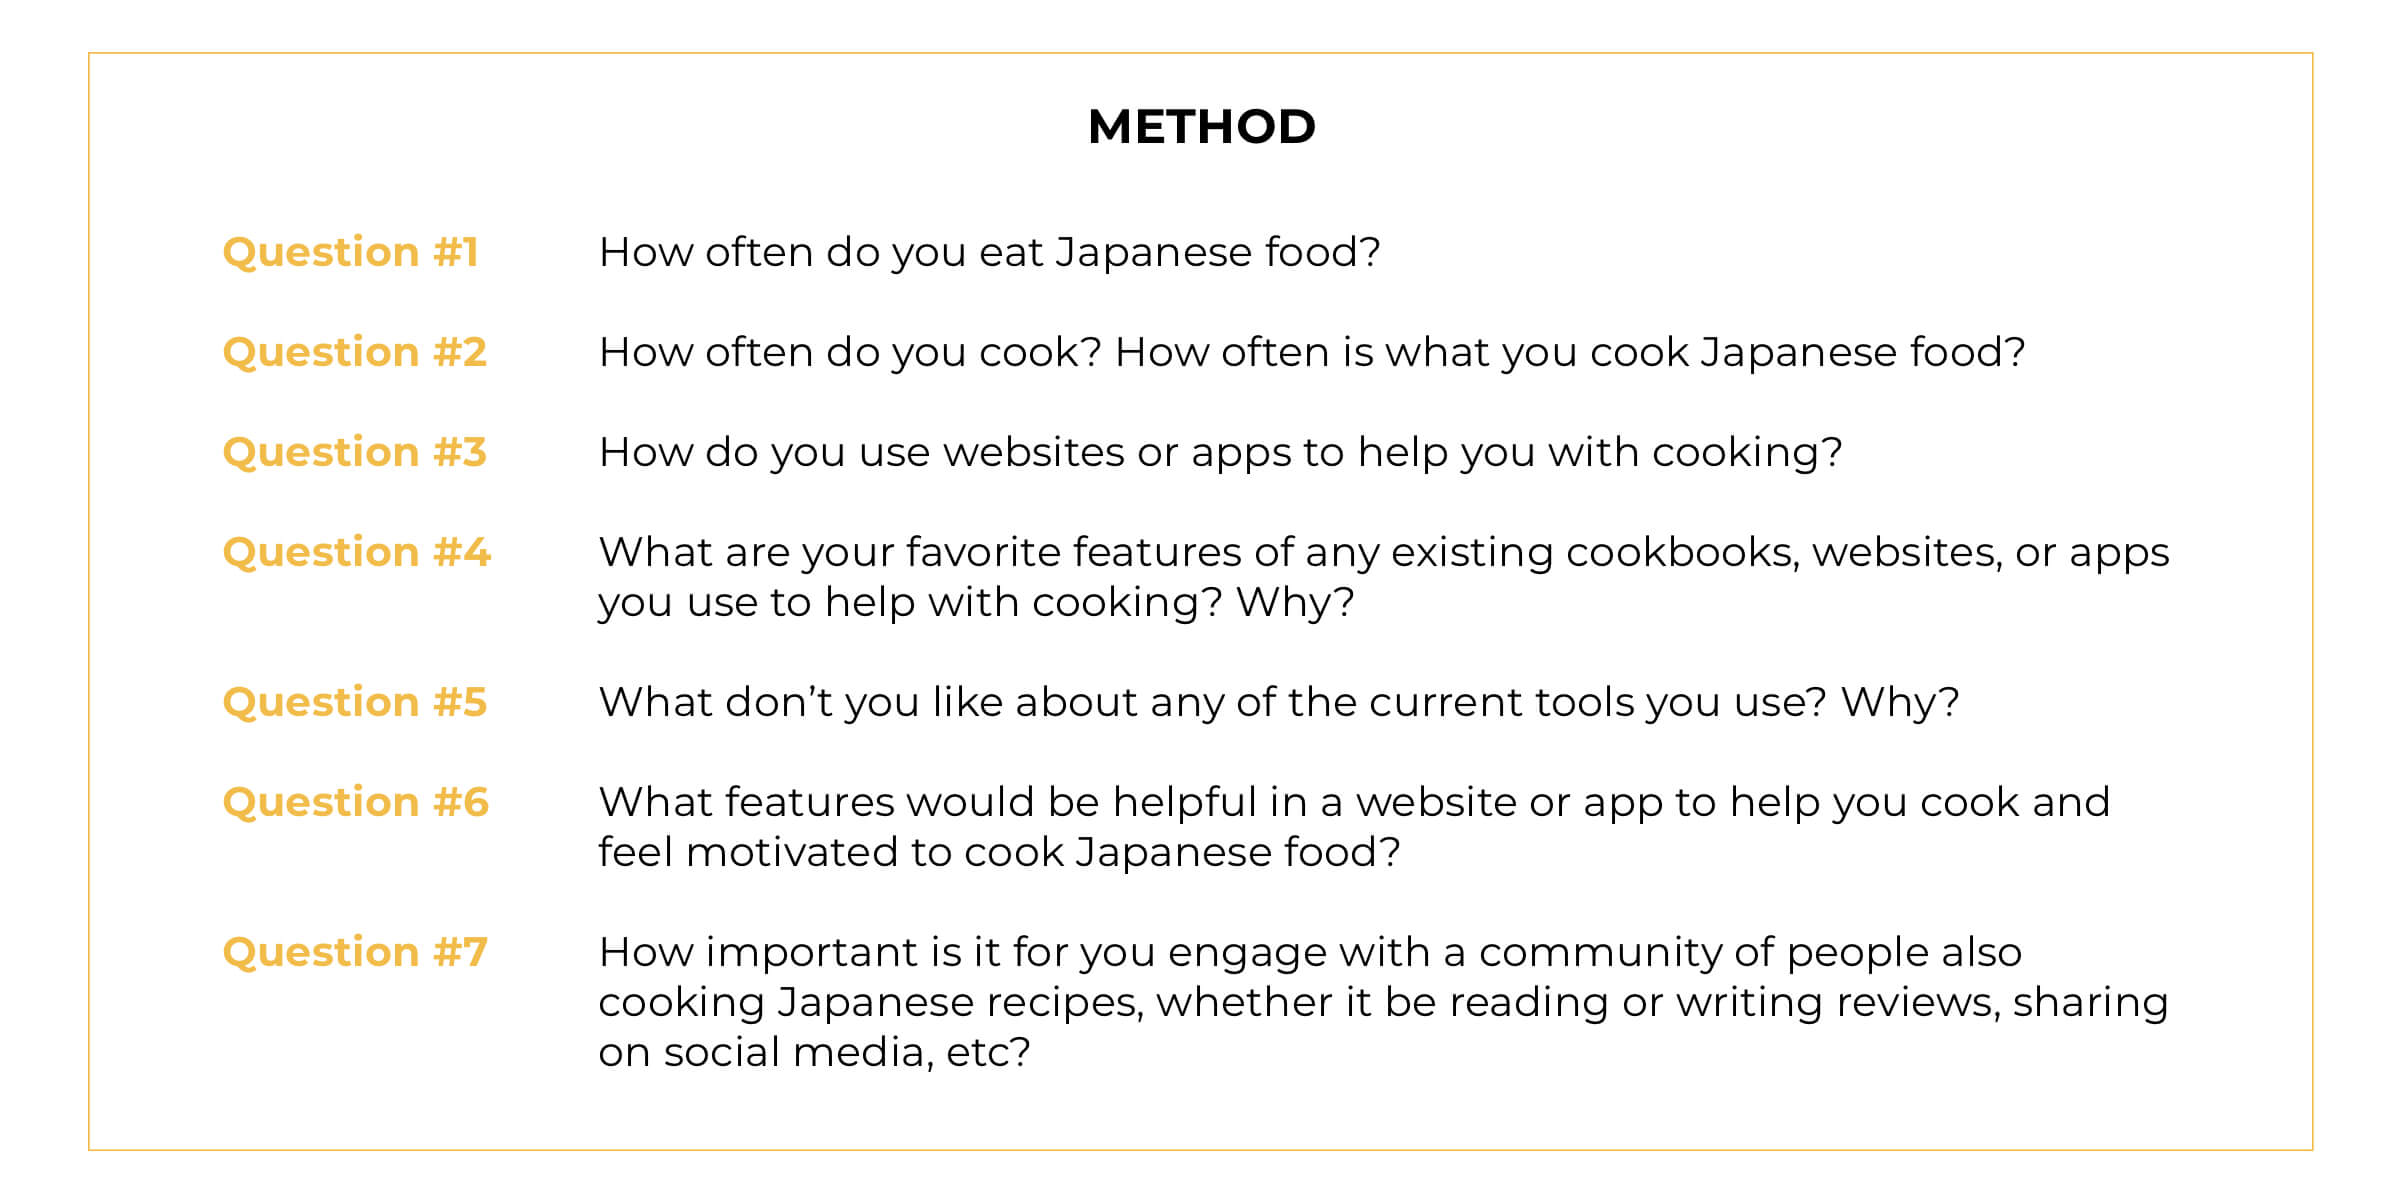 METHOD
Question #1 How often do you eat Japanese food?
Question #2 How often do you cook? How often is what you cook Japanese food?
Question #3 How do you use websites or apps to help you with cooking?
Question #4 What are your favorite features of any existing cookbooks, websites, or apps
you use to help with cooking? Why?
Question #5 What don’t you like about any of the current tools you use? Why?
Question #6 What features would be helpful in a website or app to help you cook and
feel motivated to cook Japanese food?
Question #7 How important is it for you engage with a community of people also
cooking Japanese recipes, whether it be reading or writing reviews, sharing
on social media, etc?